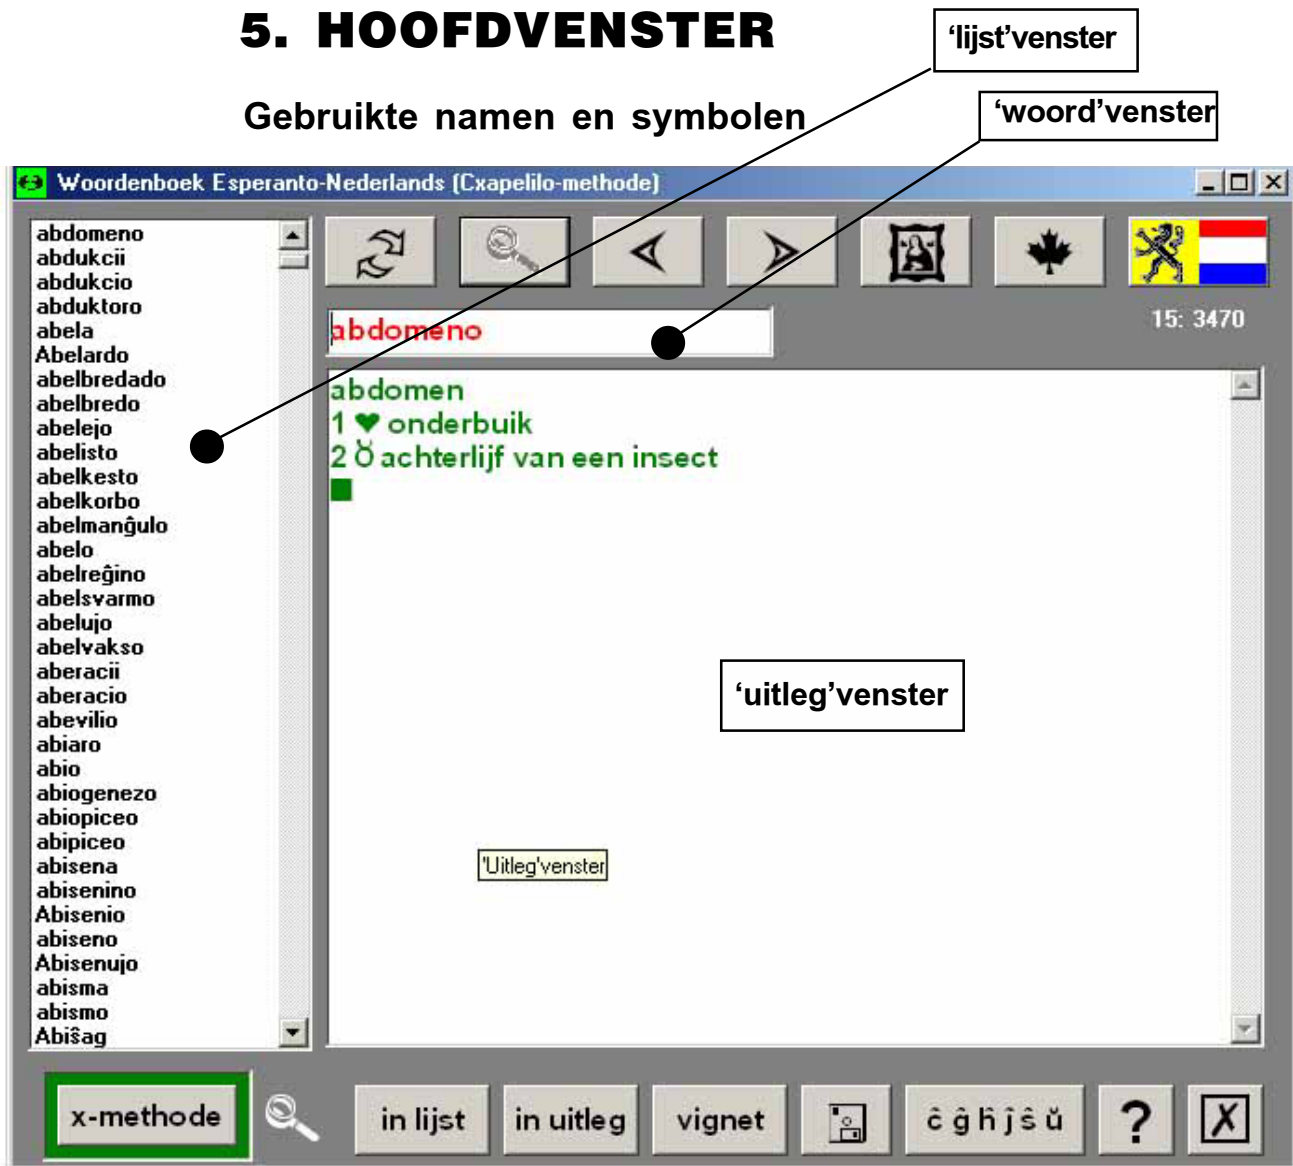 5. HOOFDVENSTER
‘lijst’venster
Gebruikte namen en symbolen
‘woord’venster
Woordenboek Esperanto-Nederlands (Cxapelilo-methode)
abdomeno
abdukcii
abdukcio
abduktoro
abela
Abelardo
abelbredado
abelbredo
abelejo
abelisto
abelkesto
abelkorbo
abelmanĝulo
abelo
abelreĝino
abelsvarmo
abelujo
abelvakso
aberacii
aberacio
abevilio
abiaro
abio
abiogenezo
abiopiceo
abipiceo
abisena
abisenino
Abisenio
abiseno
Abisenujo
abisma
abismo
Abiŝag
15: 3470
abdomeno
abdomen
1 ♥ onderbuik
2 ♉ achterlijf van een insect
‘uitleg’venster
'Uitleg'venster
x-methode
in lijst
in uitleg
vignet
ĉ ĝ ĥ ĵ ŝ ŭ
?
X